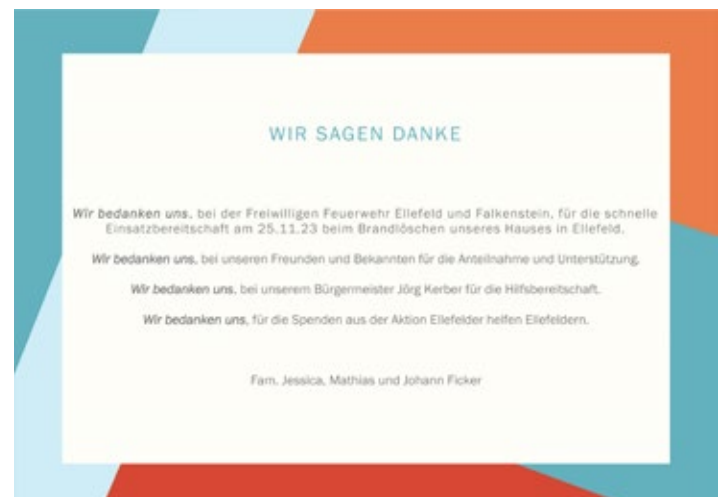 WIR SAGEN DANKE
Wir bedanken uns, bei der Freiwilligen Feuerwehr Ellefeld und Falkenstein, für die schnelle
Einsatzbereitschaft am 25.11.23 beim Brandlöschen unseres Hauses in Ellefeld.
Wir bedanken uns, bei unseren Freunden und Bekannten für die Anteilnahme und Unterstützung.
Wir bedanken uns, bei unserem Bürgermeister Jörg Kerber für die Hilfsbereitschaft.
Wir bedanken uns, für die Spenden aus der Aktion Ellefelder helfen Ellefeldern.
Fam. Jessica, Mathias und Johann Ficker